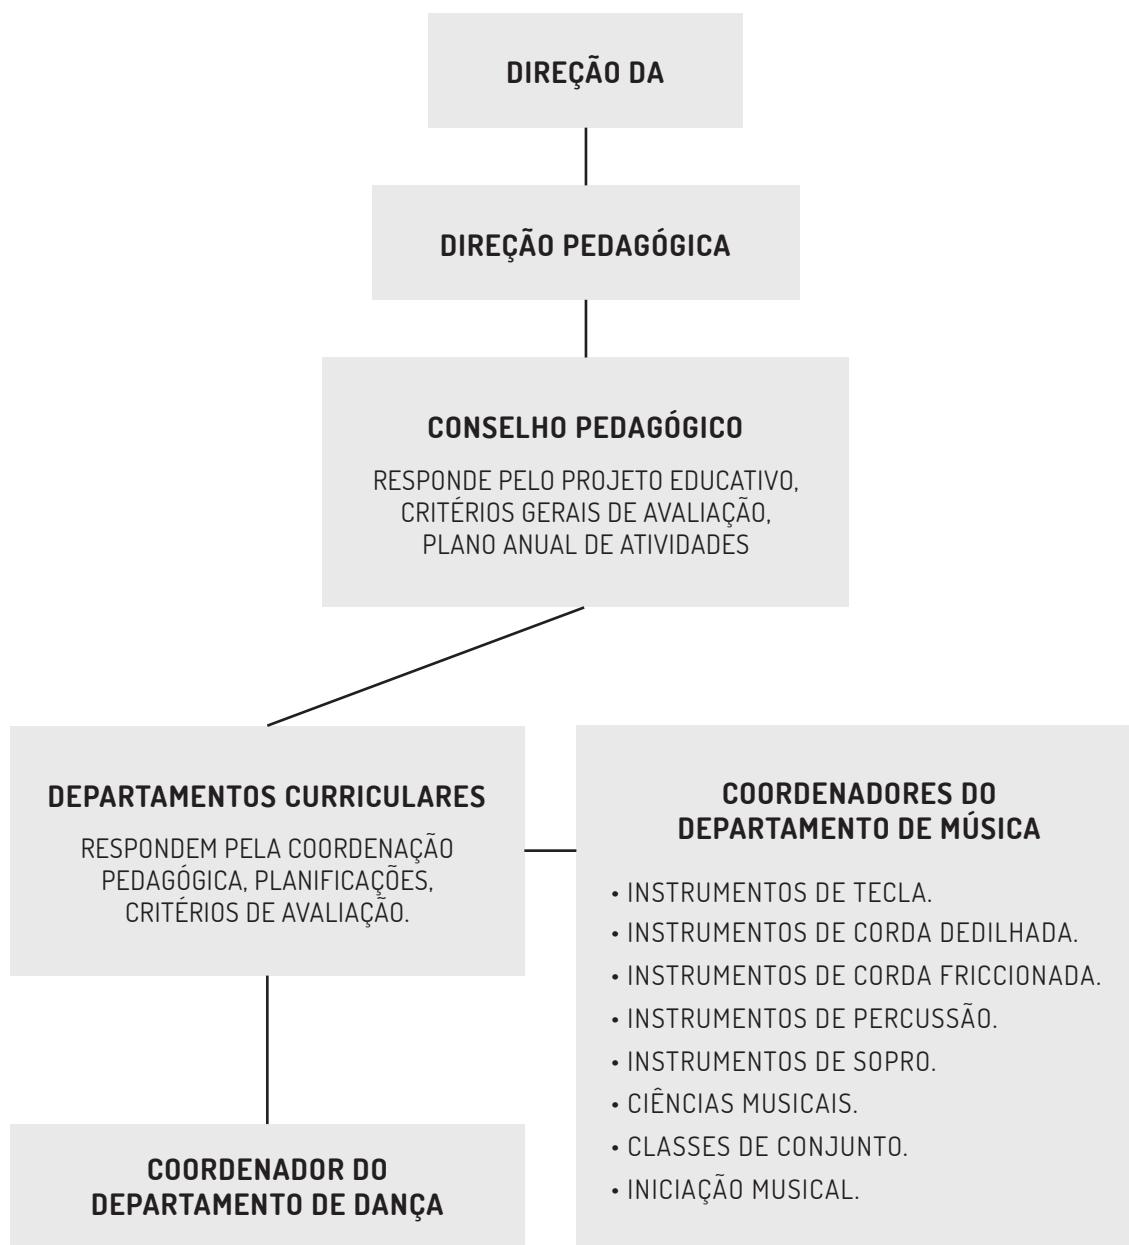 DIREÇÃO DA
DIREÇÃO PEDAGÓGICA
CONSELHO PEDAGÓGICO
RESPONDE PELO PROJETO EDUCATIVO,
CRITÉRIOS GERAIS DE AVALIAÇÃO,
PLANO ANUAL DE ATIVIDADES
DEPARTAMENTOS CURRICULARES
RESPONDEM PELA COORDENAÇÃO
PEDAGÓGICA, PLANIFICAÇÕES,
CRITÉRIOS DE AVALIAÇÃO.
COORDENADORES DO
DEPARTAMENTO DE MÚSICA
• INSTRUMENTOS DE TECLA.
• INSTRUMENTOS DE CORDA DEDILHADA.
• INSTRUMENTOS DE CORDA FRICCIONADA.
• INSTRUMENTOS DE PERCUSSÃO.
• INSTRUMENTOS DE SOPRO.
• CIÊNCIAS MUSICAIS.
• CLASSES DE CONJUNTO.
• INICIAÇÃO MUSICAL.
COORDENADOR DO
DEPARTAMENTO DE DANÇA